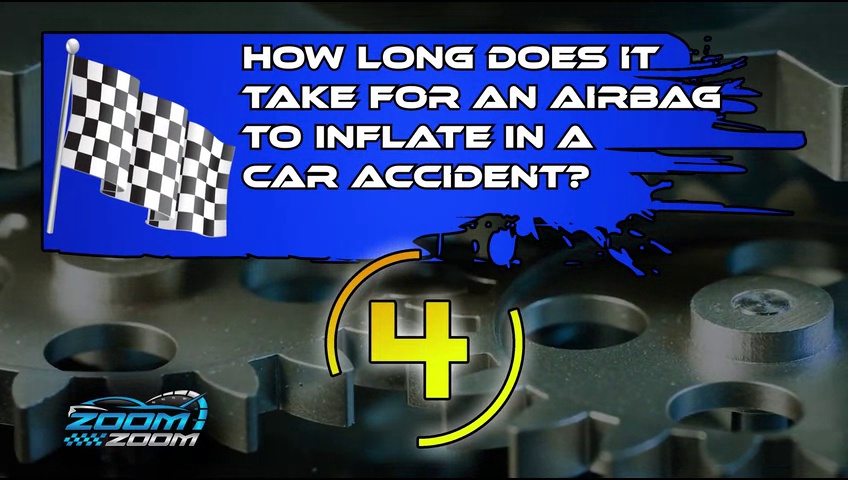 HOW LONG DOES IT
TAKE FOR AN AIRBAG
TO INFLATE IN A
CAR ACCIDENT?
4
ZOOM
ZOOM